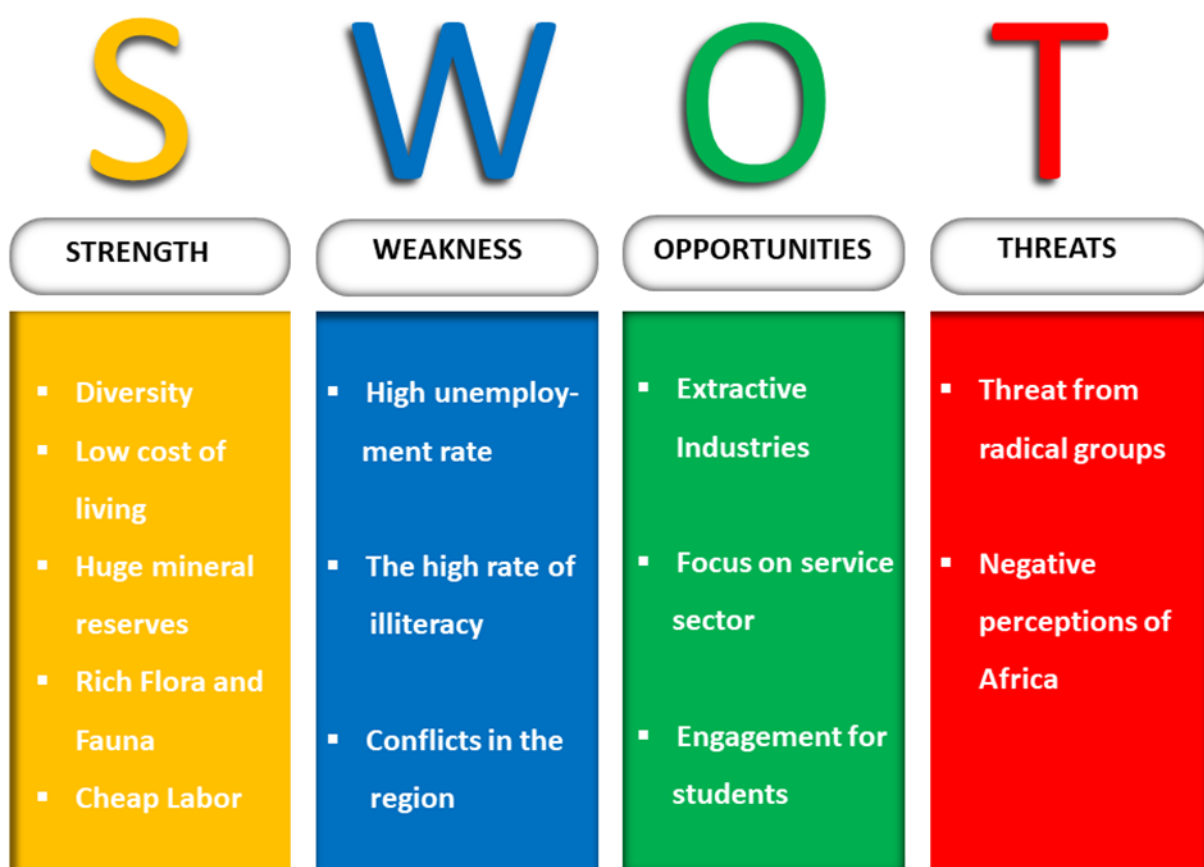 S W O T
STRENGTH
WEAKNESS
OPPORTUNITIES
THREATS
▪ Diversity
▪ Low cost of
living
▪ Huge mineral
reserves
▪ Rich Flora and
Fauna
▪ Cheap Labor
▪ High unemploy-
ment rate
▪ The high rate of
illiteracy
▪ Conflicts in the
region
▪ Extractive
Industries
▪ Focus on service
sector
▪ Engagement for
students
▪ Threat from
radical groups
▪ Negative
perceptions of
Africa